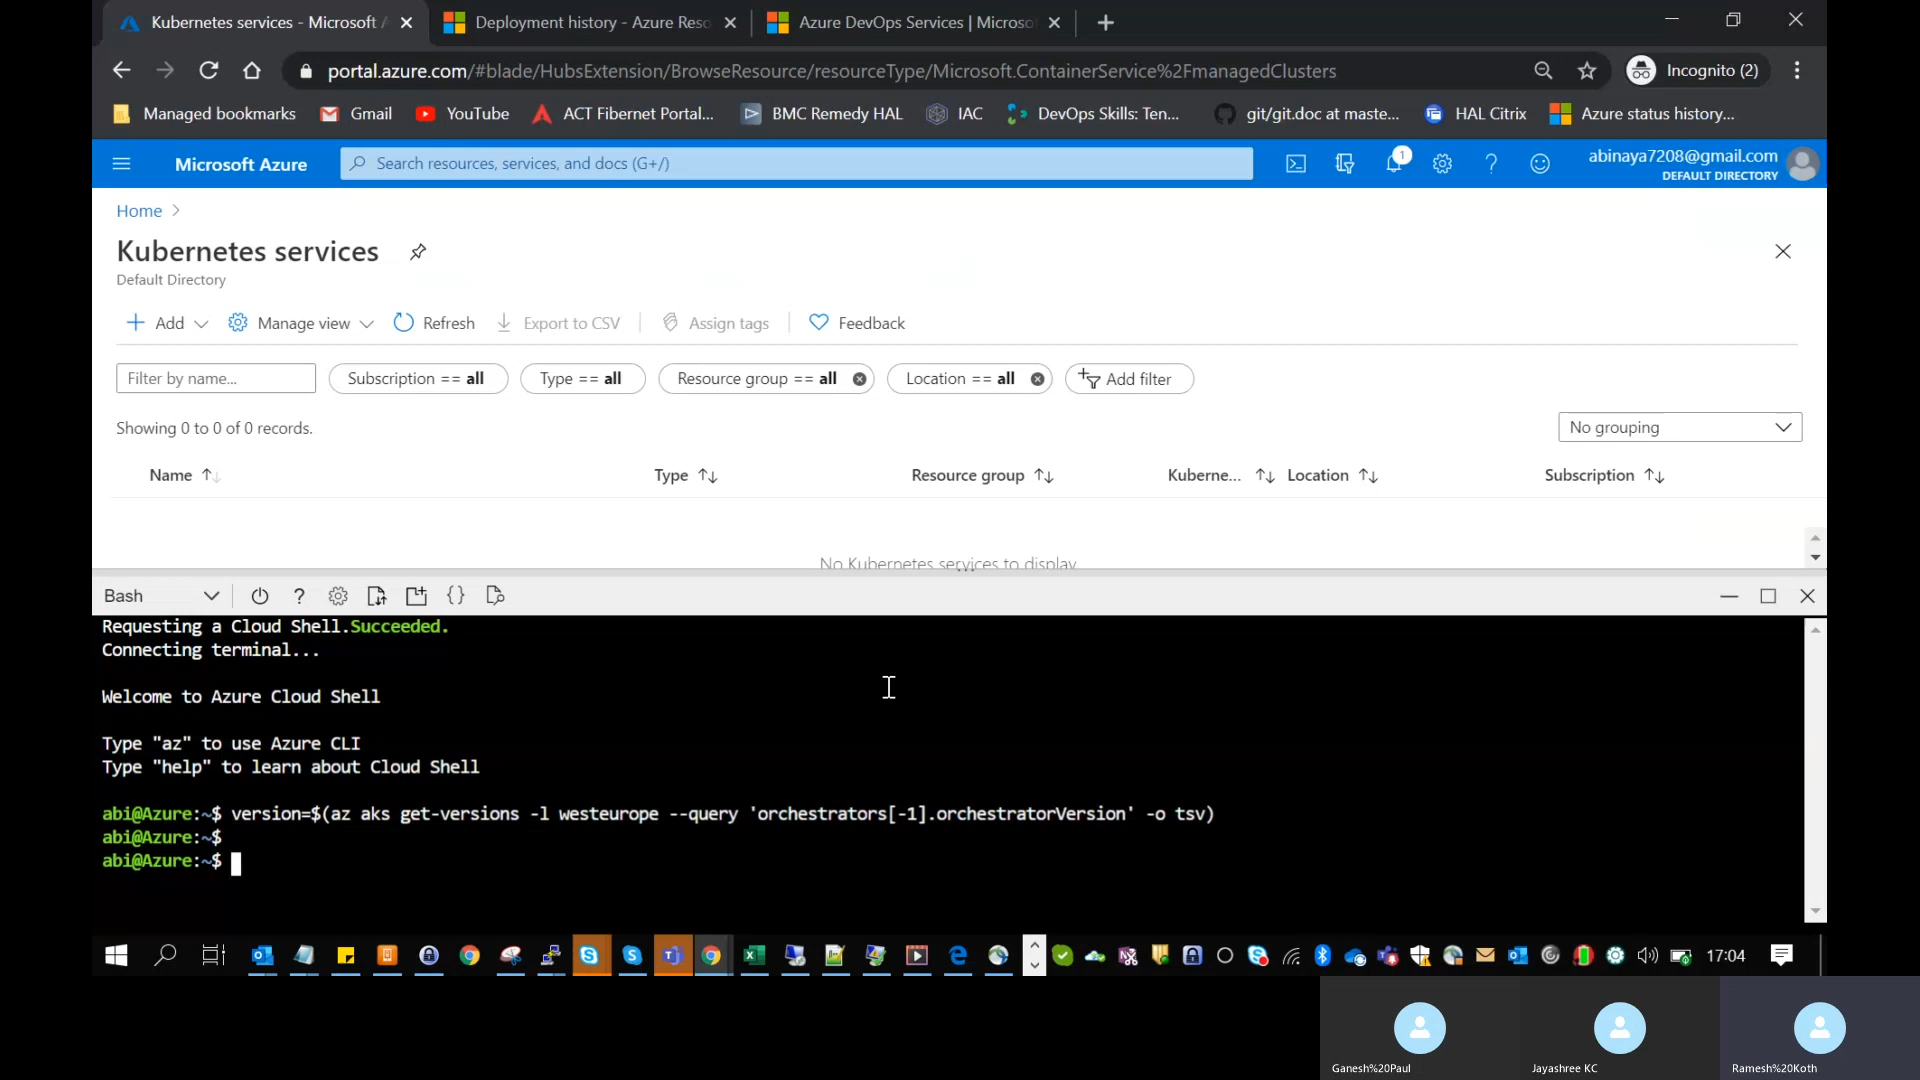 Kubernetes services - Microsoft A
Deployment history - Azure Reso
Azure DevOps Services | Microso
portal.azure.com/#blade/HubsExtension/BrowseResource/resourceType/Microsoft.ContainerService%2FmanagedClusters
Incognito (2)
Managed bookmarks
Gmail
YouTube
ACT Fibernet Portal...
BMC Remedy HAL
IAC
DevOps Skills: Ten...
git/git.doc at maste...
HAL Citrix
Azure status history...
Microsoft Azure
Search resources, services, and docs (G+/)
1
abinaya7208@gmail.com
DEFAULT DIRECTORY
Home
Kubernetes services
Default Directory
Add
Manage view
Refresh
Export to CSV
Assign tags
Feedback
Filter by name...
Subscription == all
Type == all
Resource group == all
Location == all
Add filter
Showing 0 to 0 of 0 records.
No grouping
Name
Type
Resource group
Kuberne...
Location
Subscription
No Kubernetes services to display
Bash
Requesting a Cloud Shell.Succeeded.
Connecting terminal...
Welcome to Azure Cloud Shell
Type "az" to use Azure CLI
Type "help" to learn about Cloud Shell
abi@Azure:~$ version=$(az aks get-versions -l westeurope --query 'orchestrators[-1].orchestratorVersion' -o tsv)
abi@Azure:~$
abi@Azure:~$
17:04
Ganesh%20Paul
Jayashree KC
Ramesh%20Koth